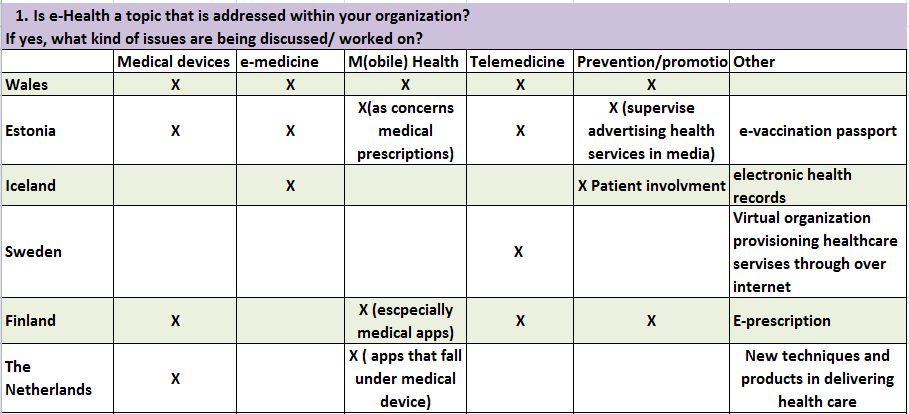 1. Is e-Health a topic that is addressed within your organization?
If yes, what kind of issues are being discussed/ worked on?
Medical devices e-medicine M(obile) Health Telemedicine Prevention/promotio Other
Wales X X X X X
Estonia X X X(as concerns medical prescriptions) X X (supervise advertising health services in media) e-vaccination passport
Iceland X X Patient involvment electronic health records
Sweden X Virtual organization provisioning healthcare servises through over internet
Finland X X (escpecially medical apps) X X E-prescription
The Netherlands X X ( apps that fall under medical device) New techniques and products in delivering health care